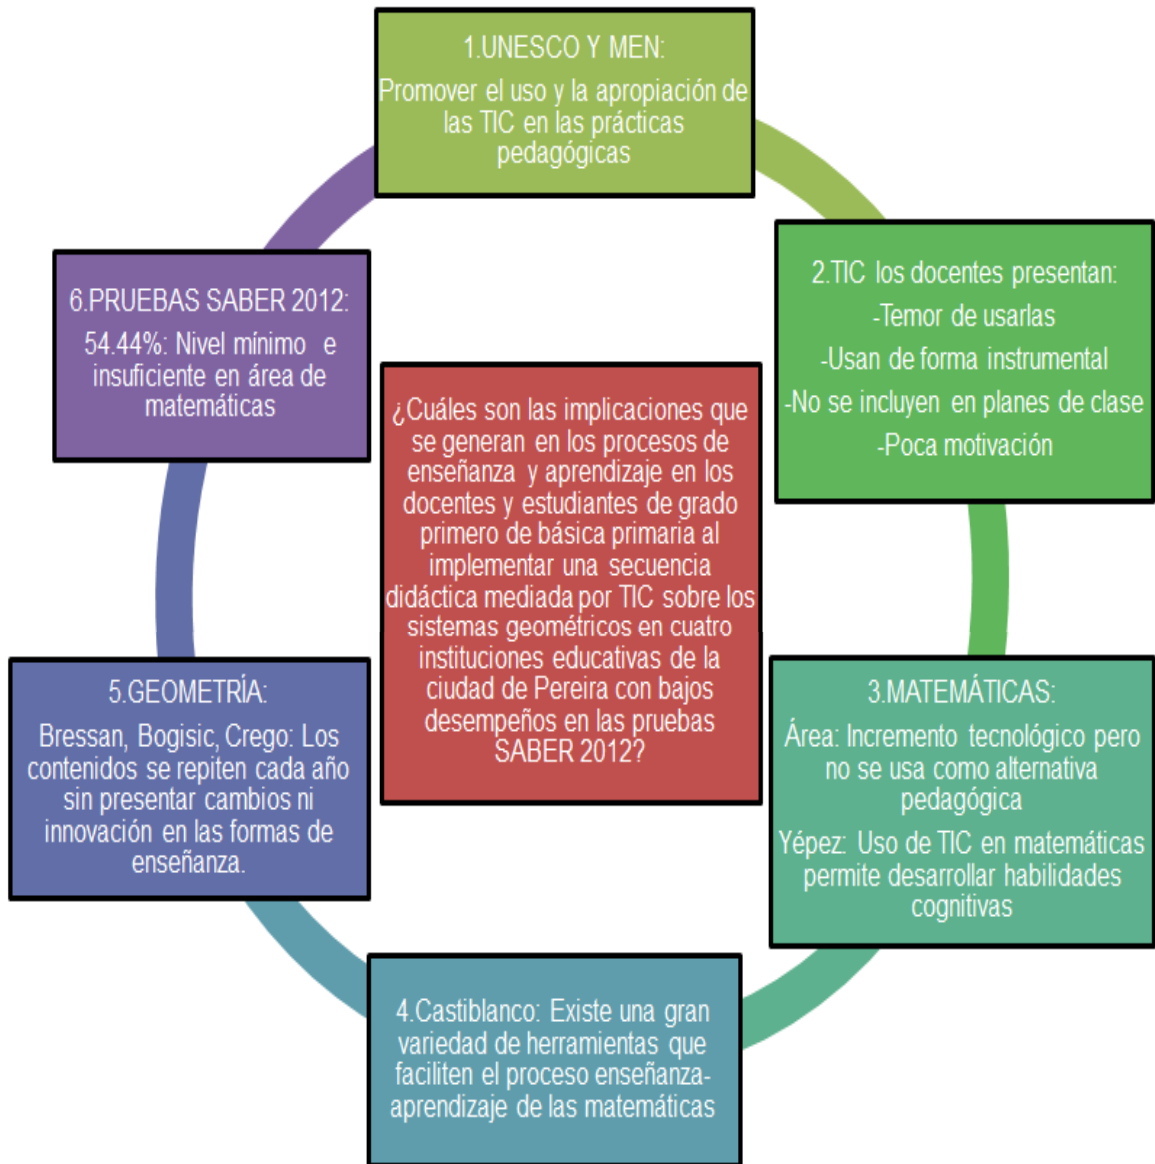 1.UNESCO Y MEN:
Promover el uso y la apropiación de
las TIC en las prácticas
pedagógicas
2.TIC los docentes presentan:
-Temor de usarlas
-Usan de forma instrumental
-No se incluyen en planes de clase
-Poca motivación
3.MATEMÁTICAS:
Área: Incremento tecnológico pero
no se usa como alternativa
pedagógica
Yépez: Uso de TIC en matemáticas
permite desarrollar habilidades
cognitivas
4.Castiblanco: Existe una gran
variedad de herramientas que
faciliten el proceso enseñanza-
aprendizaje de las matemáticas
5.GEOMETRÍA:
Bressan, Bogisic, Crego: Los
contenidos se repiten cada año
sin presentar cambios ni
innovación en las formas de
enseñanza.
6.PRUEBAS SABER 2012:
54.44%: Nivel mínimo e
insuficiente en área de
matemáticas
¿Cuáles son las implicaciones que
se generan en los procesos de
enseñanza y aprendizaje en los
docentes y estudiantes de grado
primero de básica primaria al
implementar una secuencia
didáctica mediada por TIC sobre los
sistemas geométricos en cuatro
instituciones educativas de la
ciudad de Pereira con bajos
desempeños en las pruebas
SABER 2012?